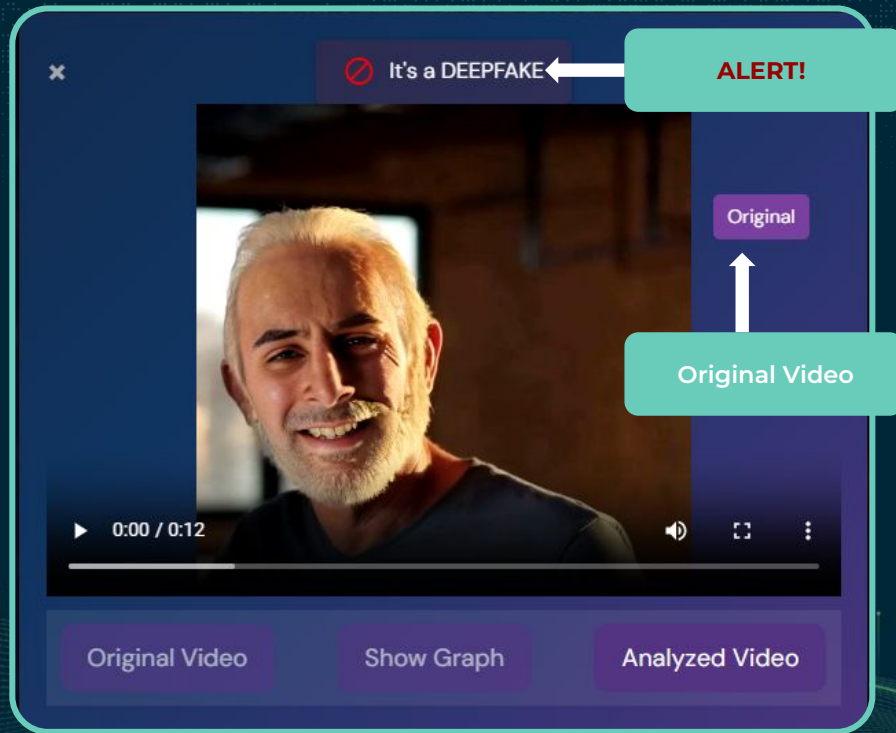 It's a DEEPFAKE
ALERT!
Original
Original Video
0:00 / 0:12
Original Video
Show Graph
Analyzed Video